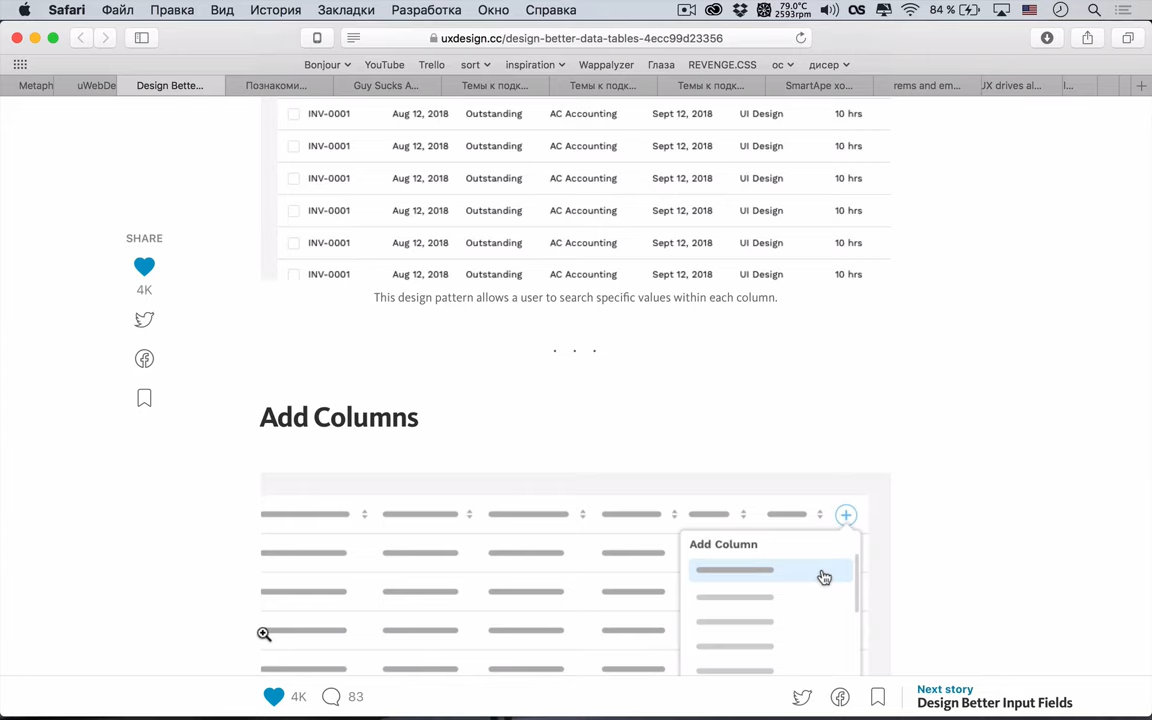 Safari Файл Правка Вид История Закладки Разработка Окно Справка 79.0°C 2593rpm 84 %
uxdesign.cc/design-better-data-tables-4ecc99d23356
Bonjour YouTube Trello sort inspiration Wappalyzer Глаза REVENGE.CSS ос дисер
Metaph uWebDe Design Bette... Познакоми... Guy Sucks A... Темы к подк... Темы к подк... Темы к подк... SmartApe хо... rems and em... JX drives al... I...
INV-0001 Aug 12, 2018 Outstanding AC Accounting Sept 12, 2018 UI Design 10 hrs
INV-0001 Aug 12, 2018 Outstanding AC Accounting Sept 12, 2018 UI Design 10 hrs
INV-0001 Aug 12, 2018 Outstanding AC Accounting Sept 12, 2018 UI Design 10 hrs
INV-0001 Aug 12, 2018 Outstanding AC Accounting Sept 12, 2018 UI Design 10 hrs
INV-0001 Aug 12, 2018 Outstanding AC Accounting Sept 12, 2018 UI Design 10 hrs
INV-0001 Aug 12, 2018 Outstanding AC Accounting Sept 12, 2018 UI Design 10 hrs
SHARE
4K
This design pattern allows a user to search specific values within each column.
. . .
Add Columns
Add Column
4K 83
Next story
Design Better Input Fields